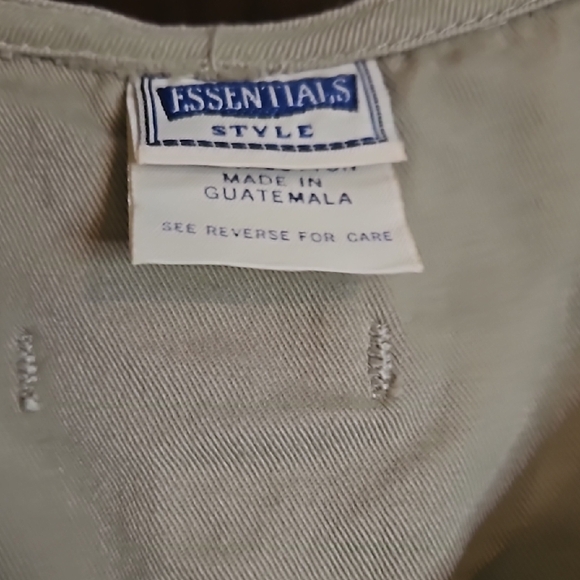 ESSENTIALS
STYLE
MADE IN
GUATEMALA
SEE REVERSE FOR CARE